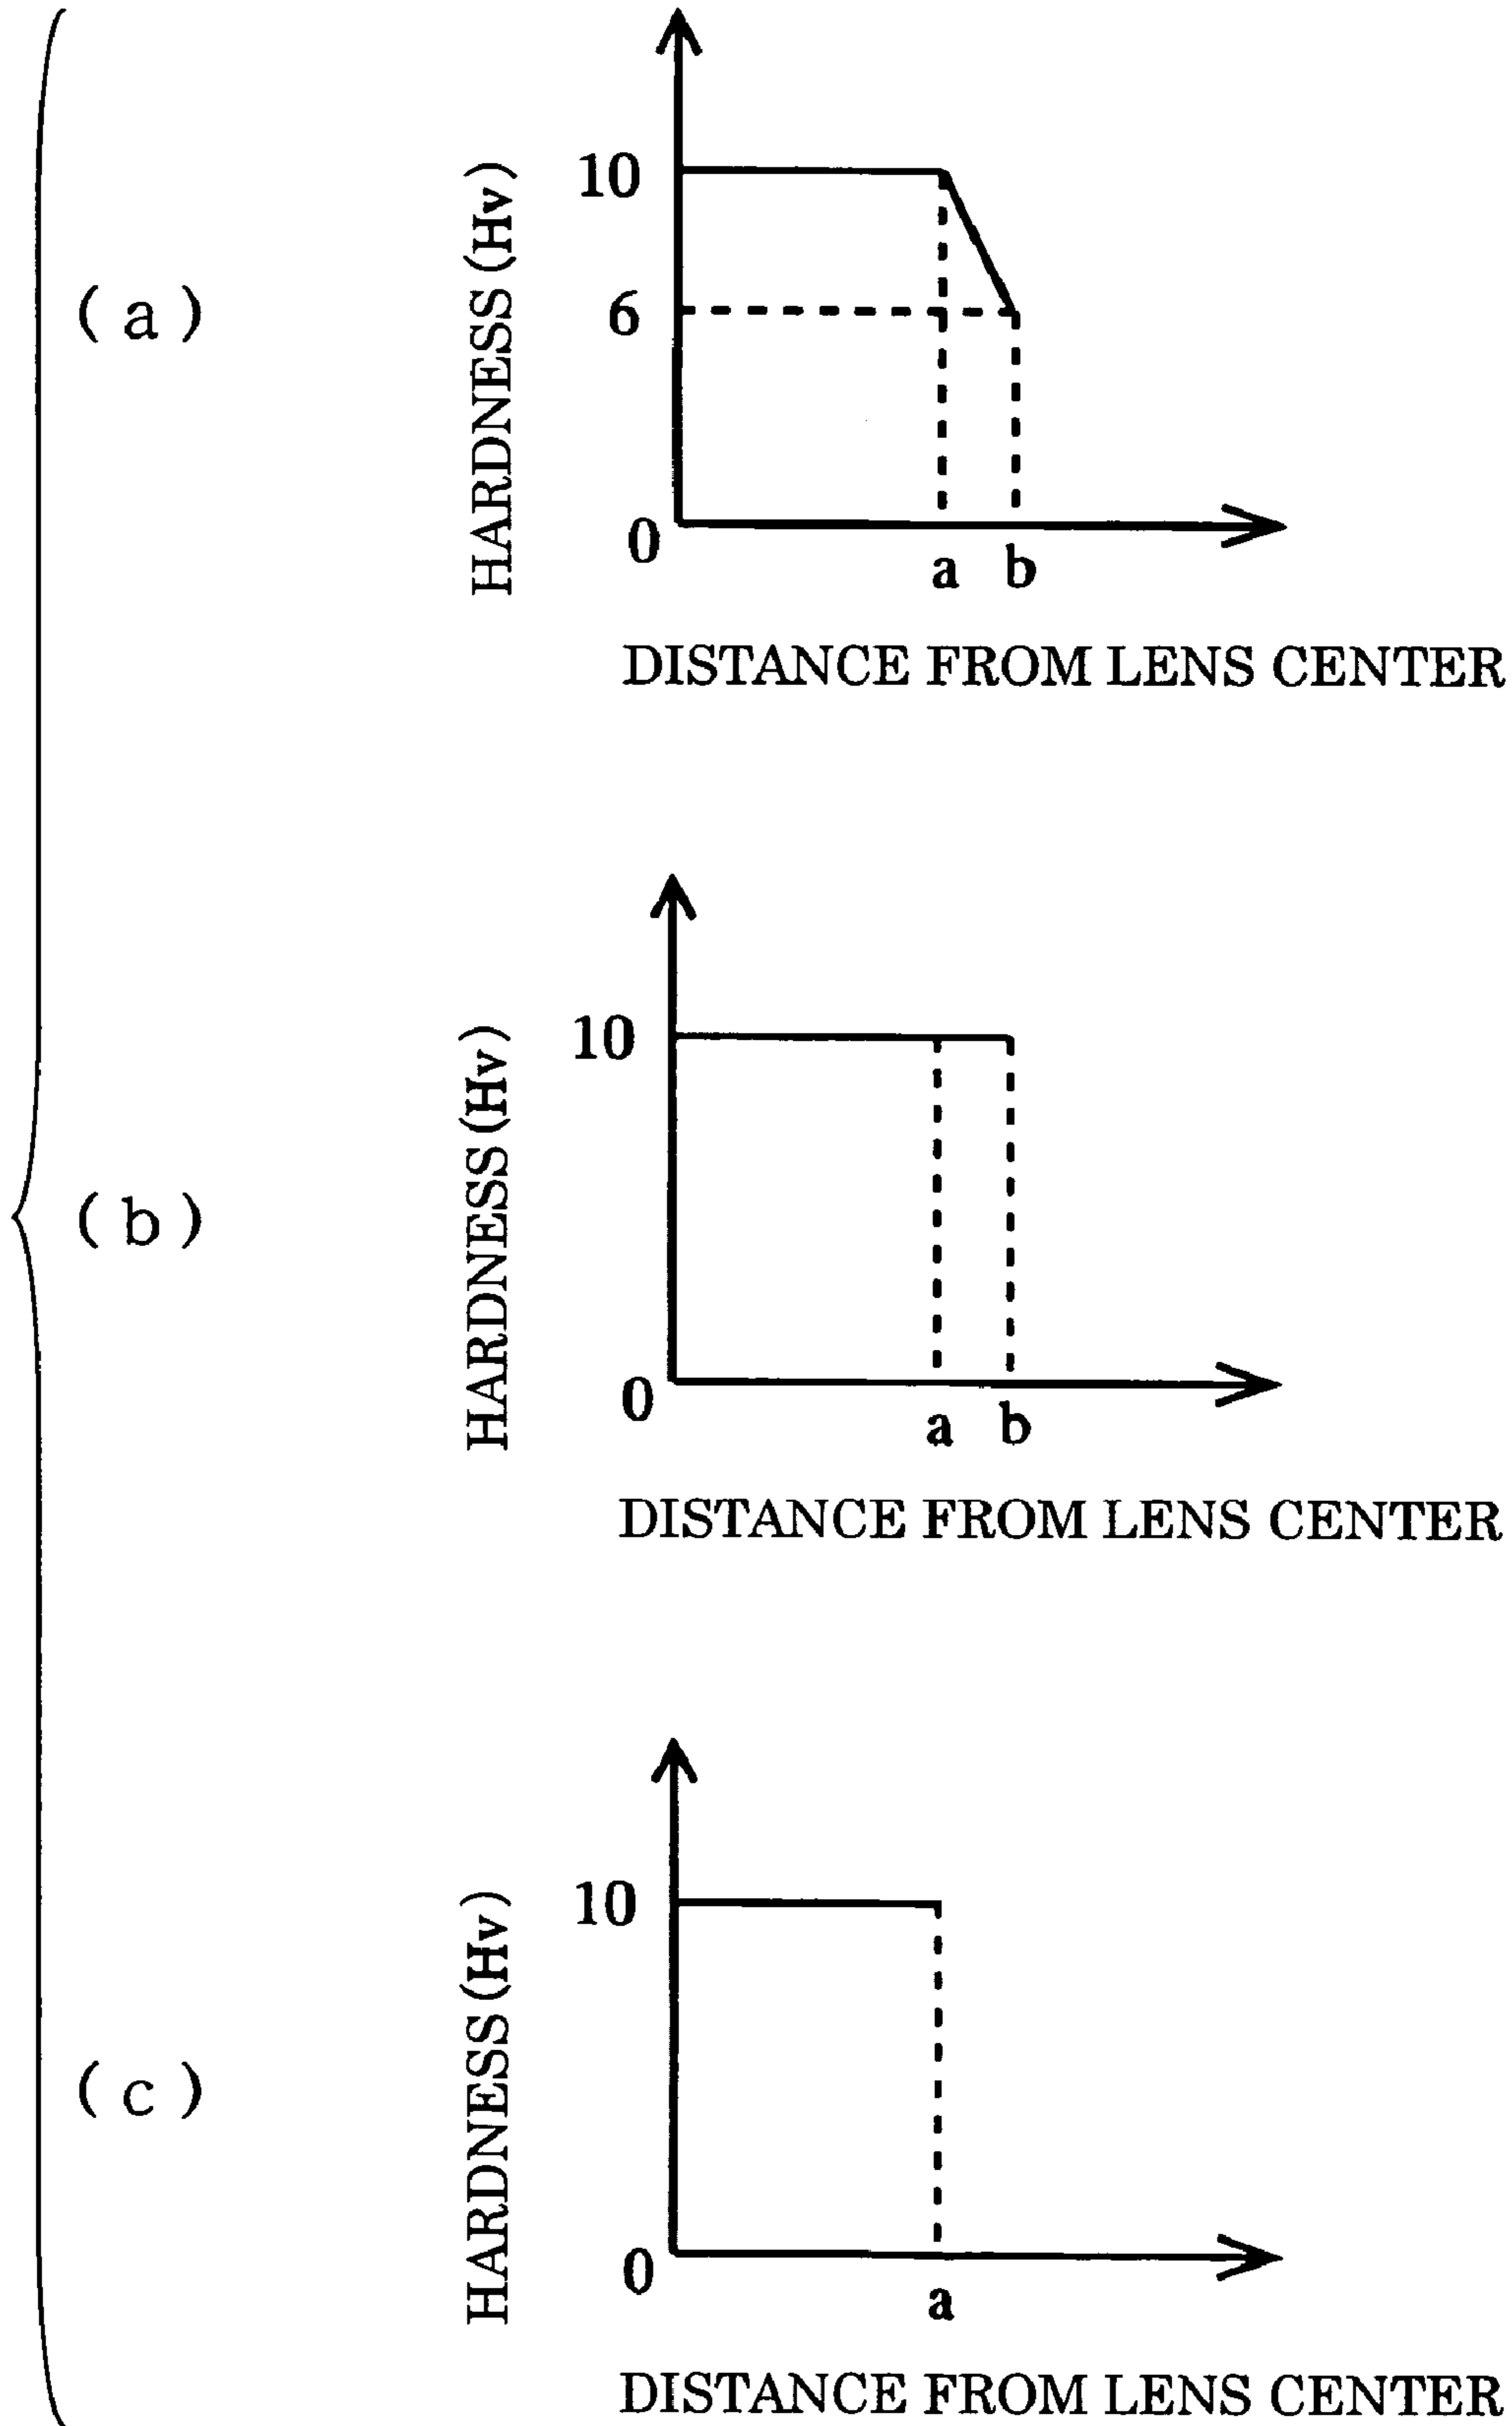 (a)
HARDNESS (Hv)
10
6
0
a b
DISTANCE FROM LENS CENTER
(b)
HARDNESS (Hv)
10
0
a b
DISTANCE FROM LENS CENTER
(c)
HARDNESS (Hv)
10
0
a
DISTANCE FROM LENS CENTER